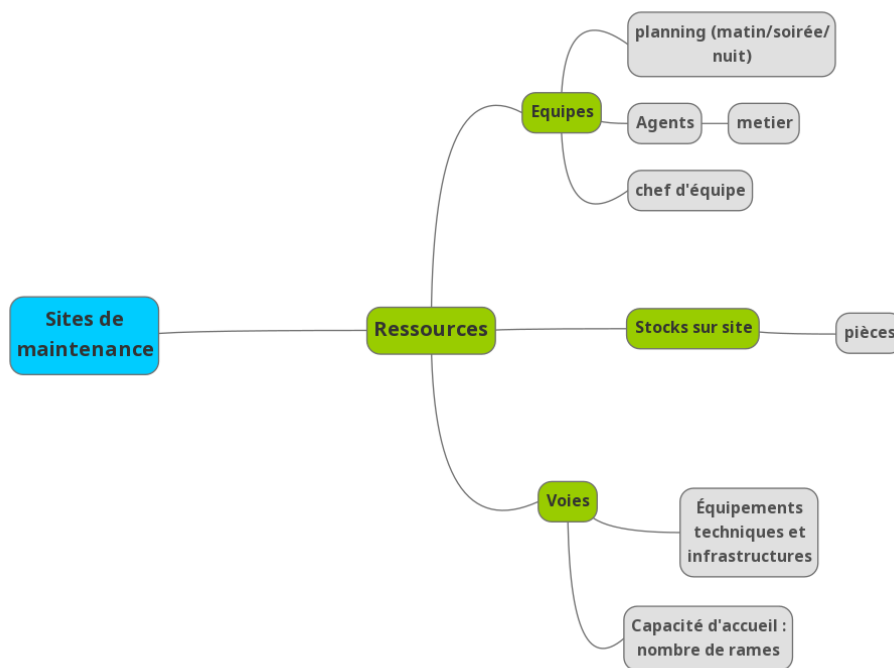 planning (matin/soirée/
nuit)
Equipes
Agents
metier
chef d'équipe
Sites de
maintenance
Ressources
Stocks sur site
pièces
Voies
Équipements
techniques et
infrastructures
Capacité d'accueil :
nombre de rames